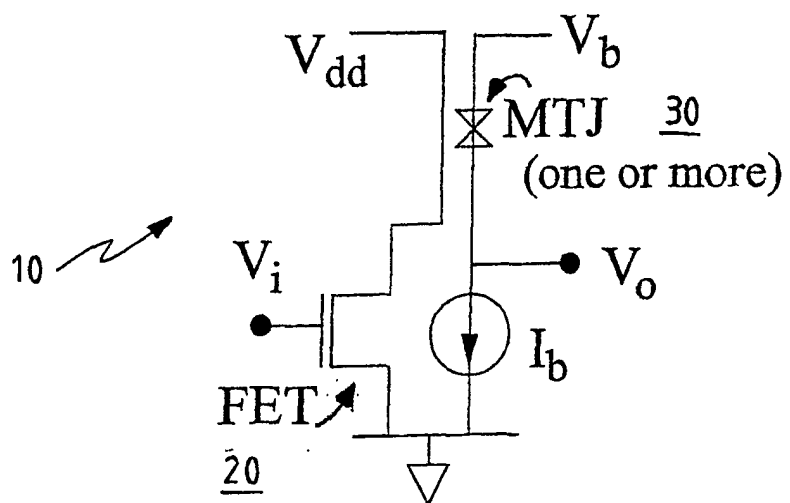 V_dd
V_b
MTJ 30
(one or more)
10
V_i
V_o
I_b
FET
20